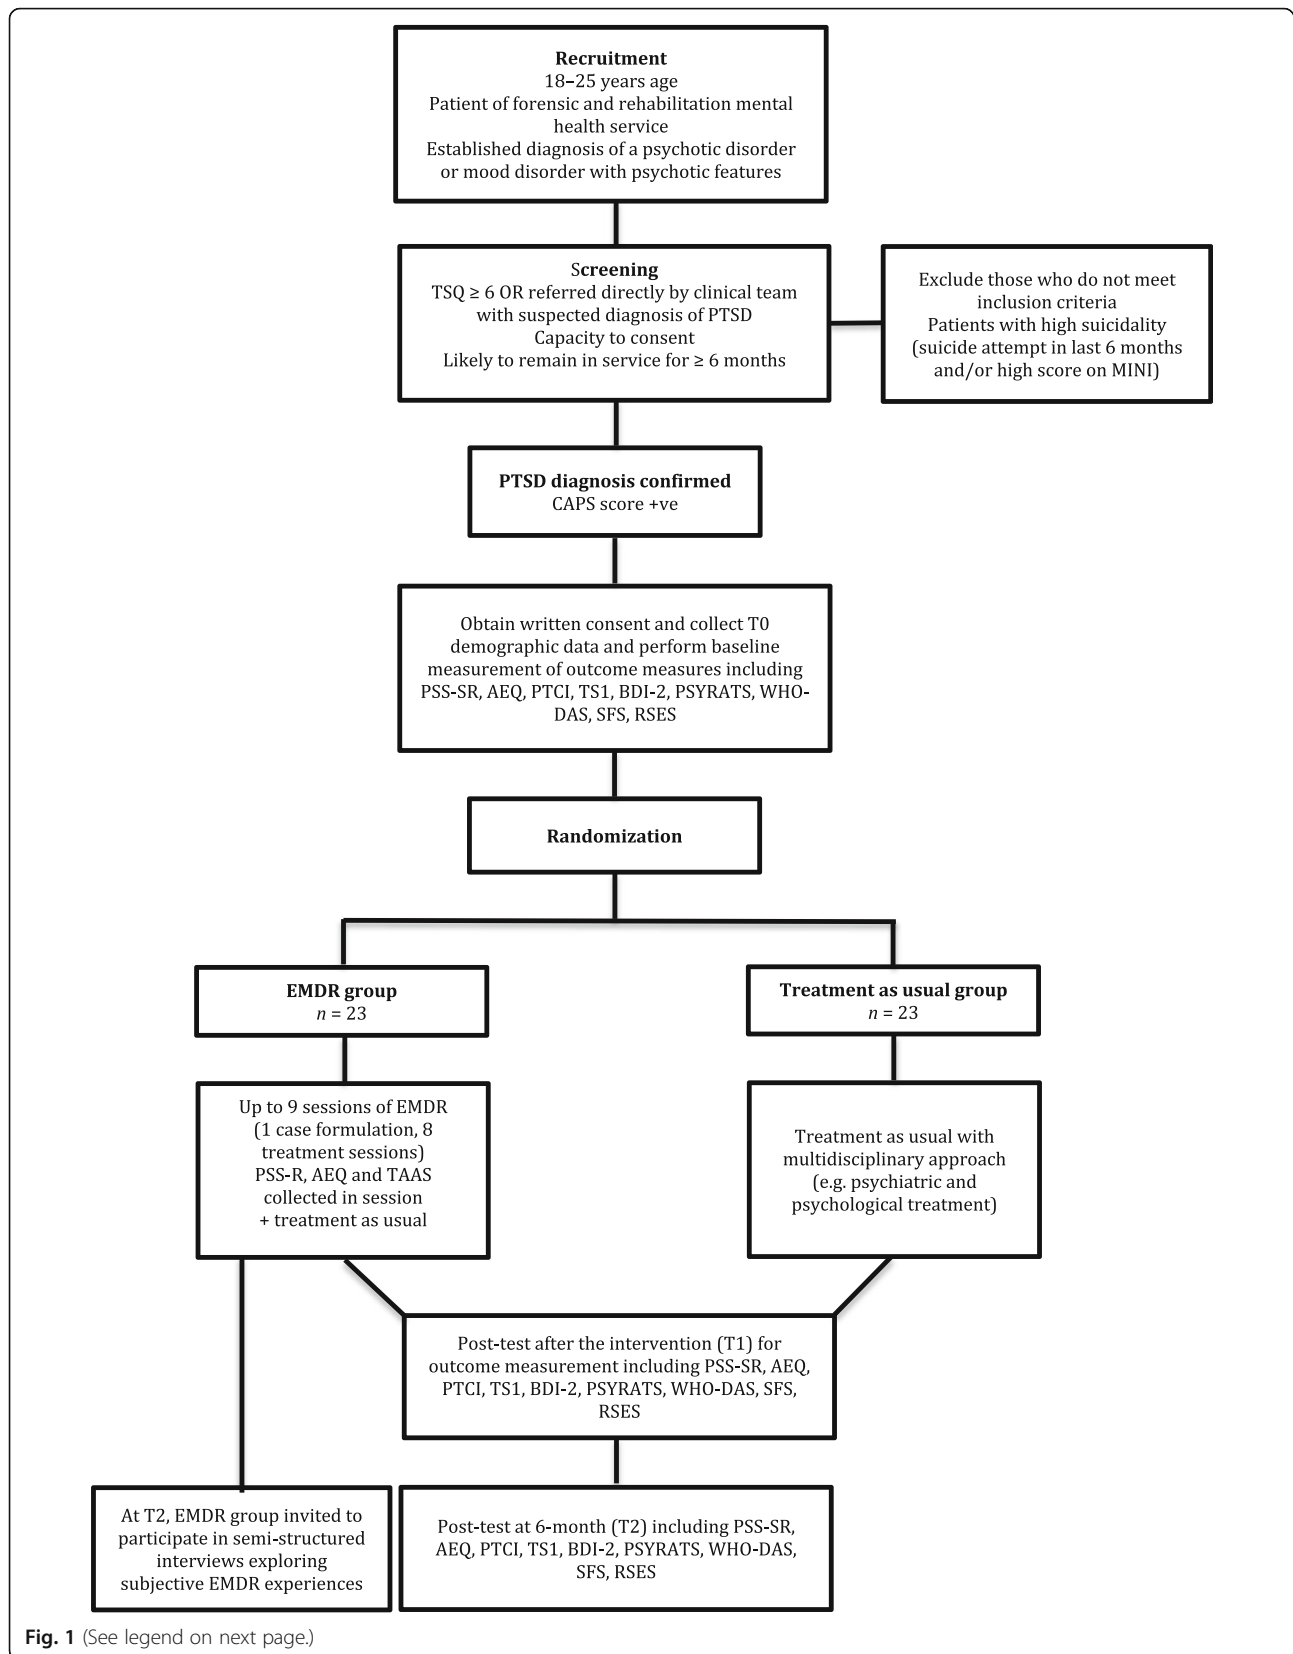 Recruitment
18–25 years age
Patient of forensic and rehabilitation mental
health service
Established diagnosis of a psychotic disorder
or mood disorder with psychotic features
Screening
TSQ ≥ 6 OR referred directly by clinical team
with suspected diagnosis of PTSD
Capacity to consent
Likely to remain in service for ≥ 6 months
Exclude those who do not meet
inclusion criteria
Patients with high suicidality
(suicide attempt in last 6 months
and/or high score on MINI)
PTSD diagnosis confirmed
CAPS score +ve
Obtain written consent and collect T0
demographic data and perform baseline
measurement of outcome measures including
PSS-SR, AEQ, PTCI, TS1, BDI-2, PSYRATS, WHO-
DAS, SFS, RSES
Randomization
EMDR group
n = 23
Treatment as usual group
n = 23
Up to 9 sessions of EMDR
(1 case formulation, 8
treatment sessions)
PSS-R, AEQ and TAAS
collected in session
+ treatment as usual
Treatment as usual with
multidisciplinary approach
(e.g. psychiatric and
psychological treatment)
Post-test after the intervention (T1) for
outcome measurement including PSS-SR, AEQ,
PTCI, TS1, BDI-2, PSYRATS, WHO-DAS, SFS,
RSES
At T2, EMDR group invited to
participate in semi-structured
interviews exploring
subjective EMDR experiences
Post-test at 6-month (T2) including PSS-SR,
AEQ, PTCI, TS1, BDI-2, PSYRATS, WHO-DAS,
SFS, RSES
Fig. 1 (See legend on next page.)